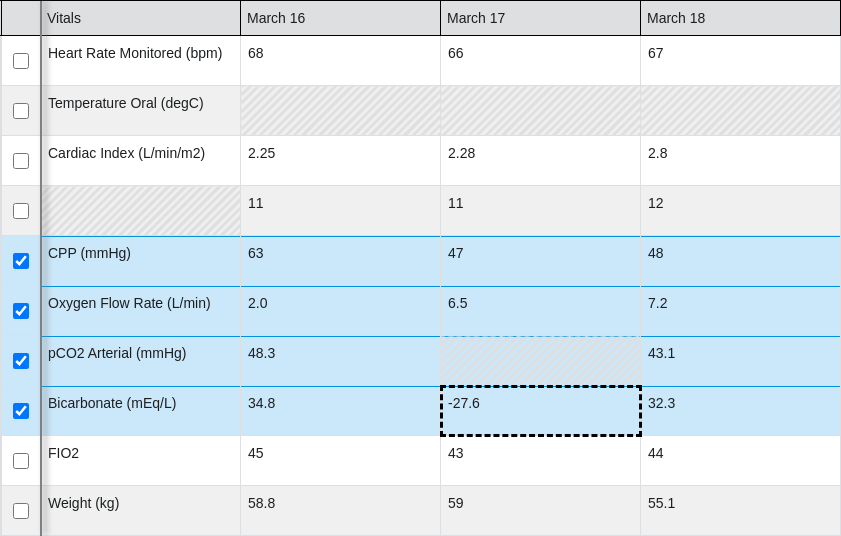 Vitals March 16 March 17 March 18
Heart Rate Monitored (bpm) 68 66 67
Temperature Oral (degC)
Cardiac Index (L/min/m2) 2.25 2.28 2.8
11 11 12
CPP (mmHg) 63 47 48
Oxygen Flow Rate (L/min) 2.0 6.5 7.2
pCO2 Arterial (mmHg) 48.3 43.1
Bicarbonate (mEq/L) 34.8 -27.6 32.3
FIO2 45 43 44
Weight (kg) 58.8 59 55.1